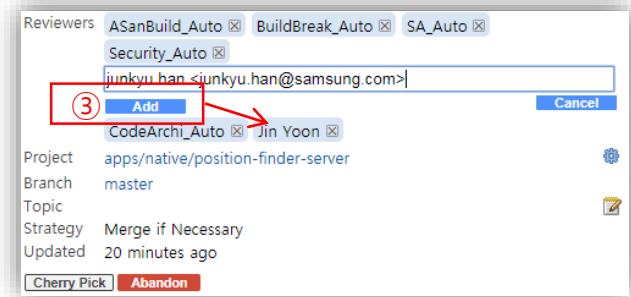 Reviewers ASanBuild_Auto ☒ BuildBreak_Auto ☒ SA_Auto ☒
Security_Auto ☒
junkyu.han <junkyu.han@samsung.com>
③ Add Cancel
CodeArchi_Auto ☒ Jin Yoon ☒
Project apps/native/position-finder-server
Branch master
Topic
Strategy Merge if Necessary
Updated 20 minutes ago
Cherry Pick Abandon